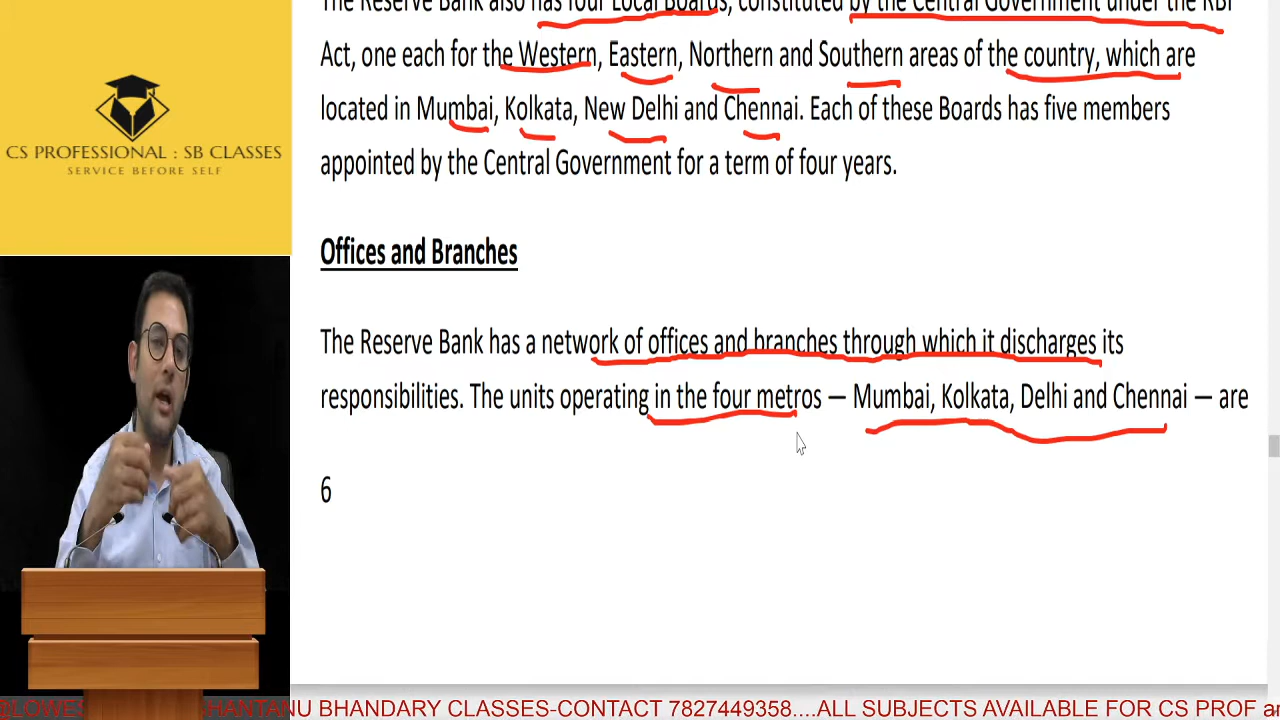 The Reserve Bank also has four Local Boards, constituted by the Central Government under the RBI
Act, one each for the Western, Eastern, Northern and Southern areas of the country, which are
located in Mumbai, Kolkata, New Delhi and Chennai. Each of these Boards has five members
appointed by the Central Government for a term of four years.
CS PROFESSIONAL : SB CLASSES
SERVICE BEFORE SELF
Offices and Branches
The Reserve Bank has a network of offices and branches through which it discharges its
responsibilities. The units operating in the four metros — Mumbai, Kolkata, Delhi and Chennai — are
6
HANTANU BHANDARY CLASSES-CONTACT 7827449358....ALL SUBJECTS AVAILABLE FOR CS PROF